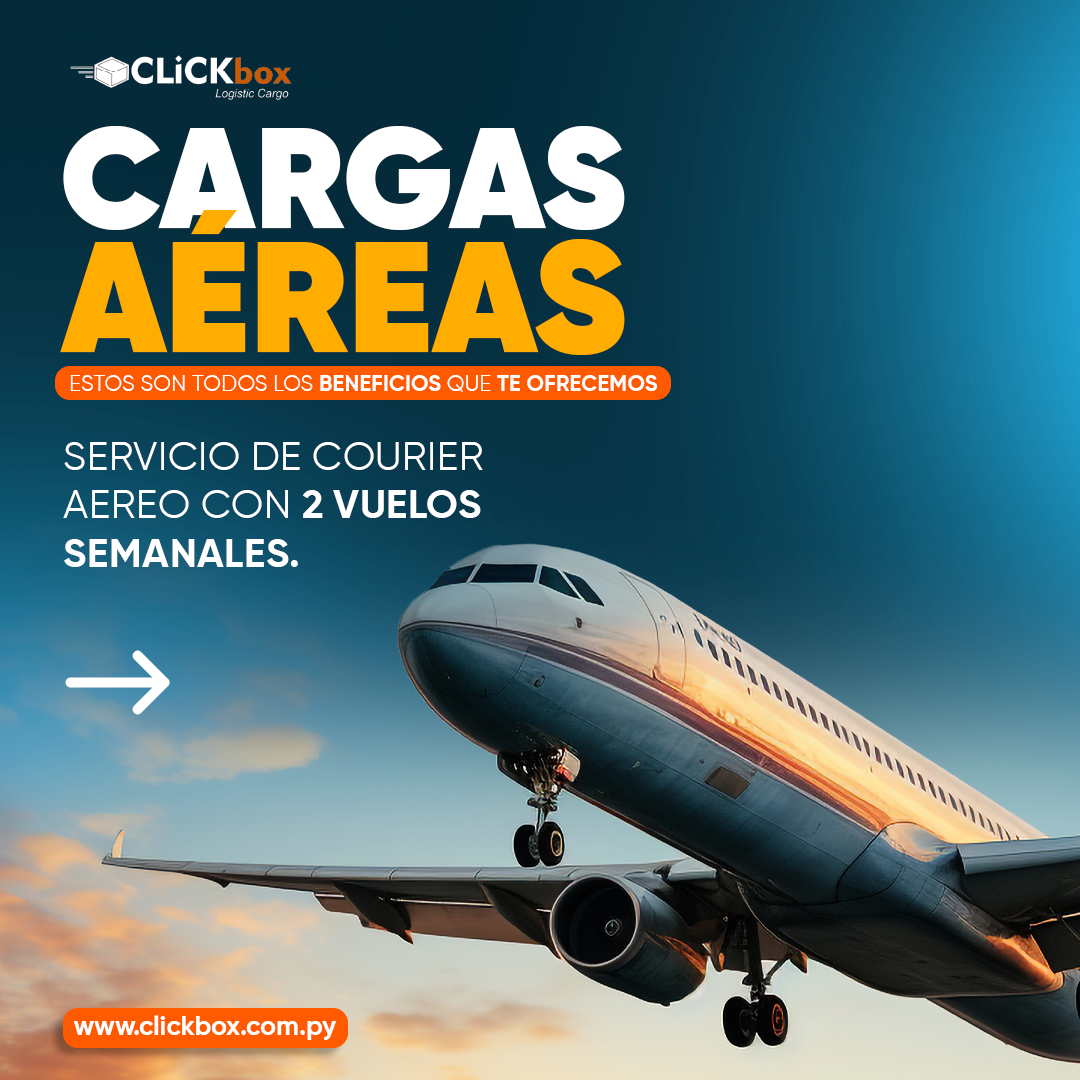 CLiCKbox
Logistic Cargo
CARGAS
AÉREAS
ESTOS SON TODOS LOS BENEFICIOS QUE TE OFRECEMOS
SERVICIO DE COURIER
AEREO CON 2 VUELOS
SEMANALES.
www.clickbox.com.py